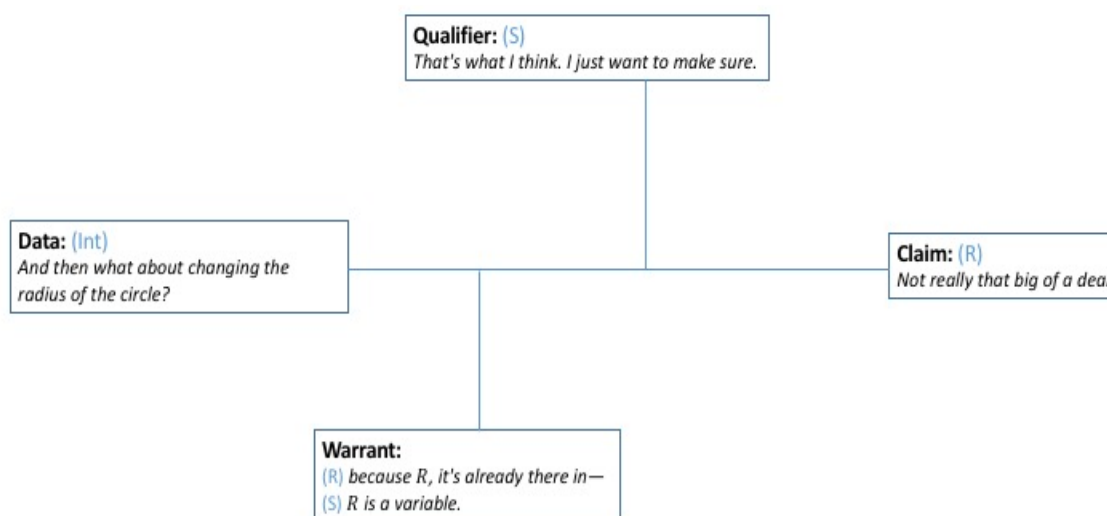 Qualifier: (S)
That's what I think. I just want to make sure.
Data: (Int)
And then what about changing the
radius of the circle?
Claim: (R)
Not really that big of a dea
Warrant:
(R) because R, it's already there in—
(S) R is a variable.